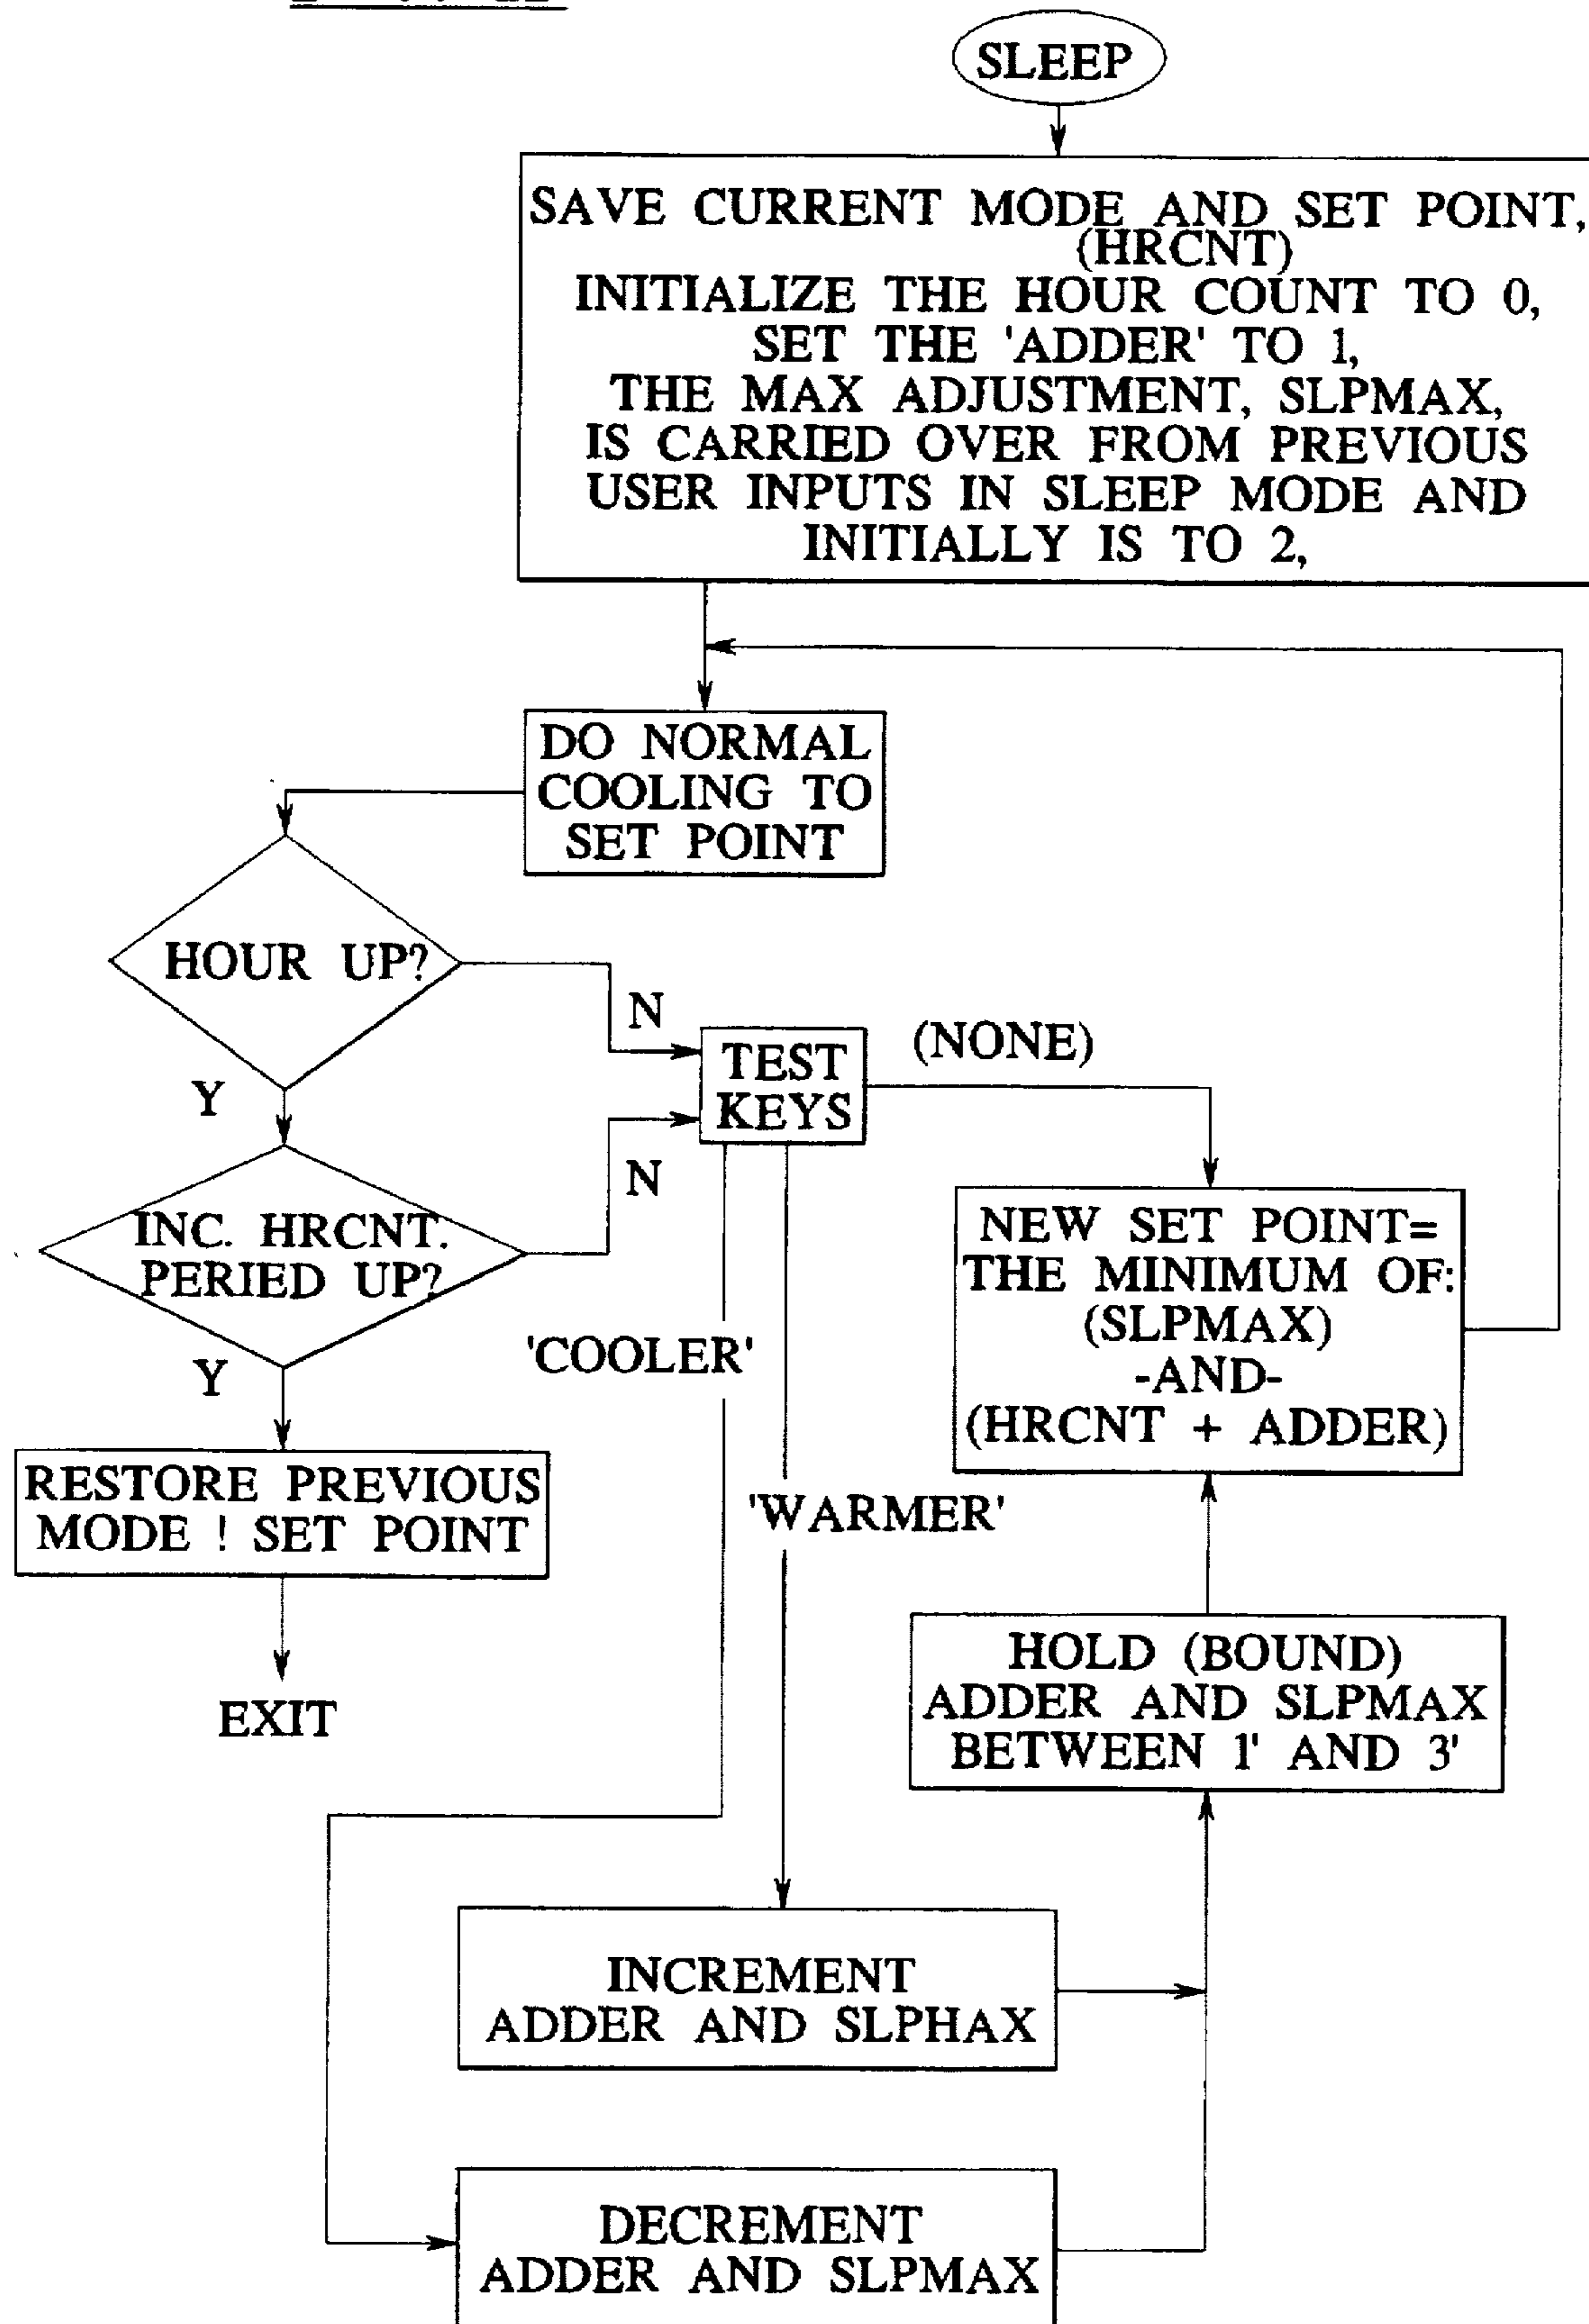 SLEEP
SAVE CURRENT MODE AND SET POINT,
(HRCNT)
INITIALIZE THE HOUR COUNT TO 0,
SET THE 'ADDER' TO 1,
THE MAX ADJUSTMENT, SLPMAX,
IS CARRIED OVER FROM PREVIOUS
USER INPUTS IN SLEEP MODE AND
INITIALLY IS TO 2,
DO NORMAL
COOLING TO
SET POINT
HOUR UP?
N
Y
TEST
KEYS
(NONE)
INC. HRCNT.
PERIED UP?
N
Y
'COOLER'
'WARMER'
NEW SET POINT=
THE MINIMUM OF:
(SLPMAX)
-AND-
(HRCNT + ADDER)
RESTORE PREVIOUS
MODE ! SET POINT
EXIT
HOLD (BOUND)
ADDER AND SLPMAX
BETWEEN 1' AND 3'
INCREMENT
ADDER AND SLPHAX
DECREMENT
ADDER AND SLPMAX